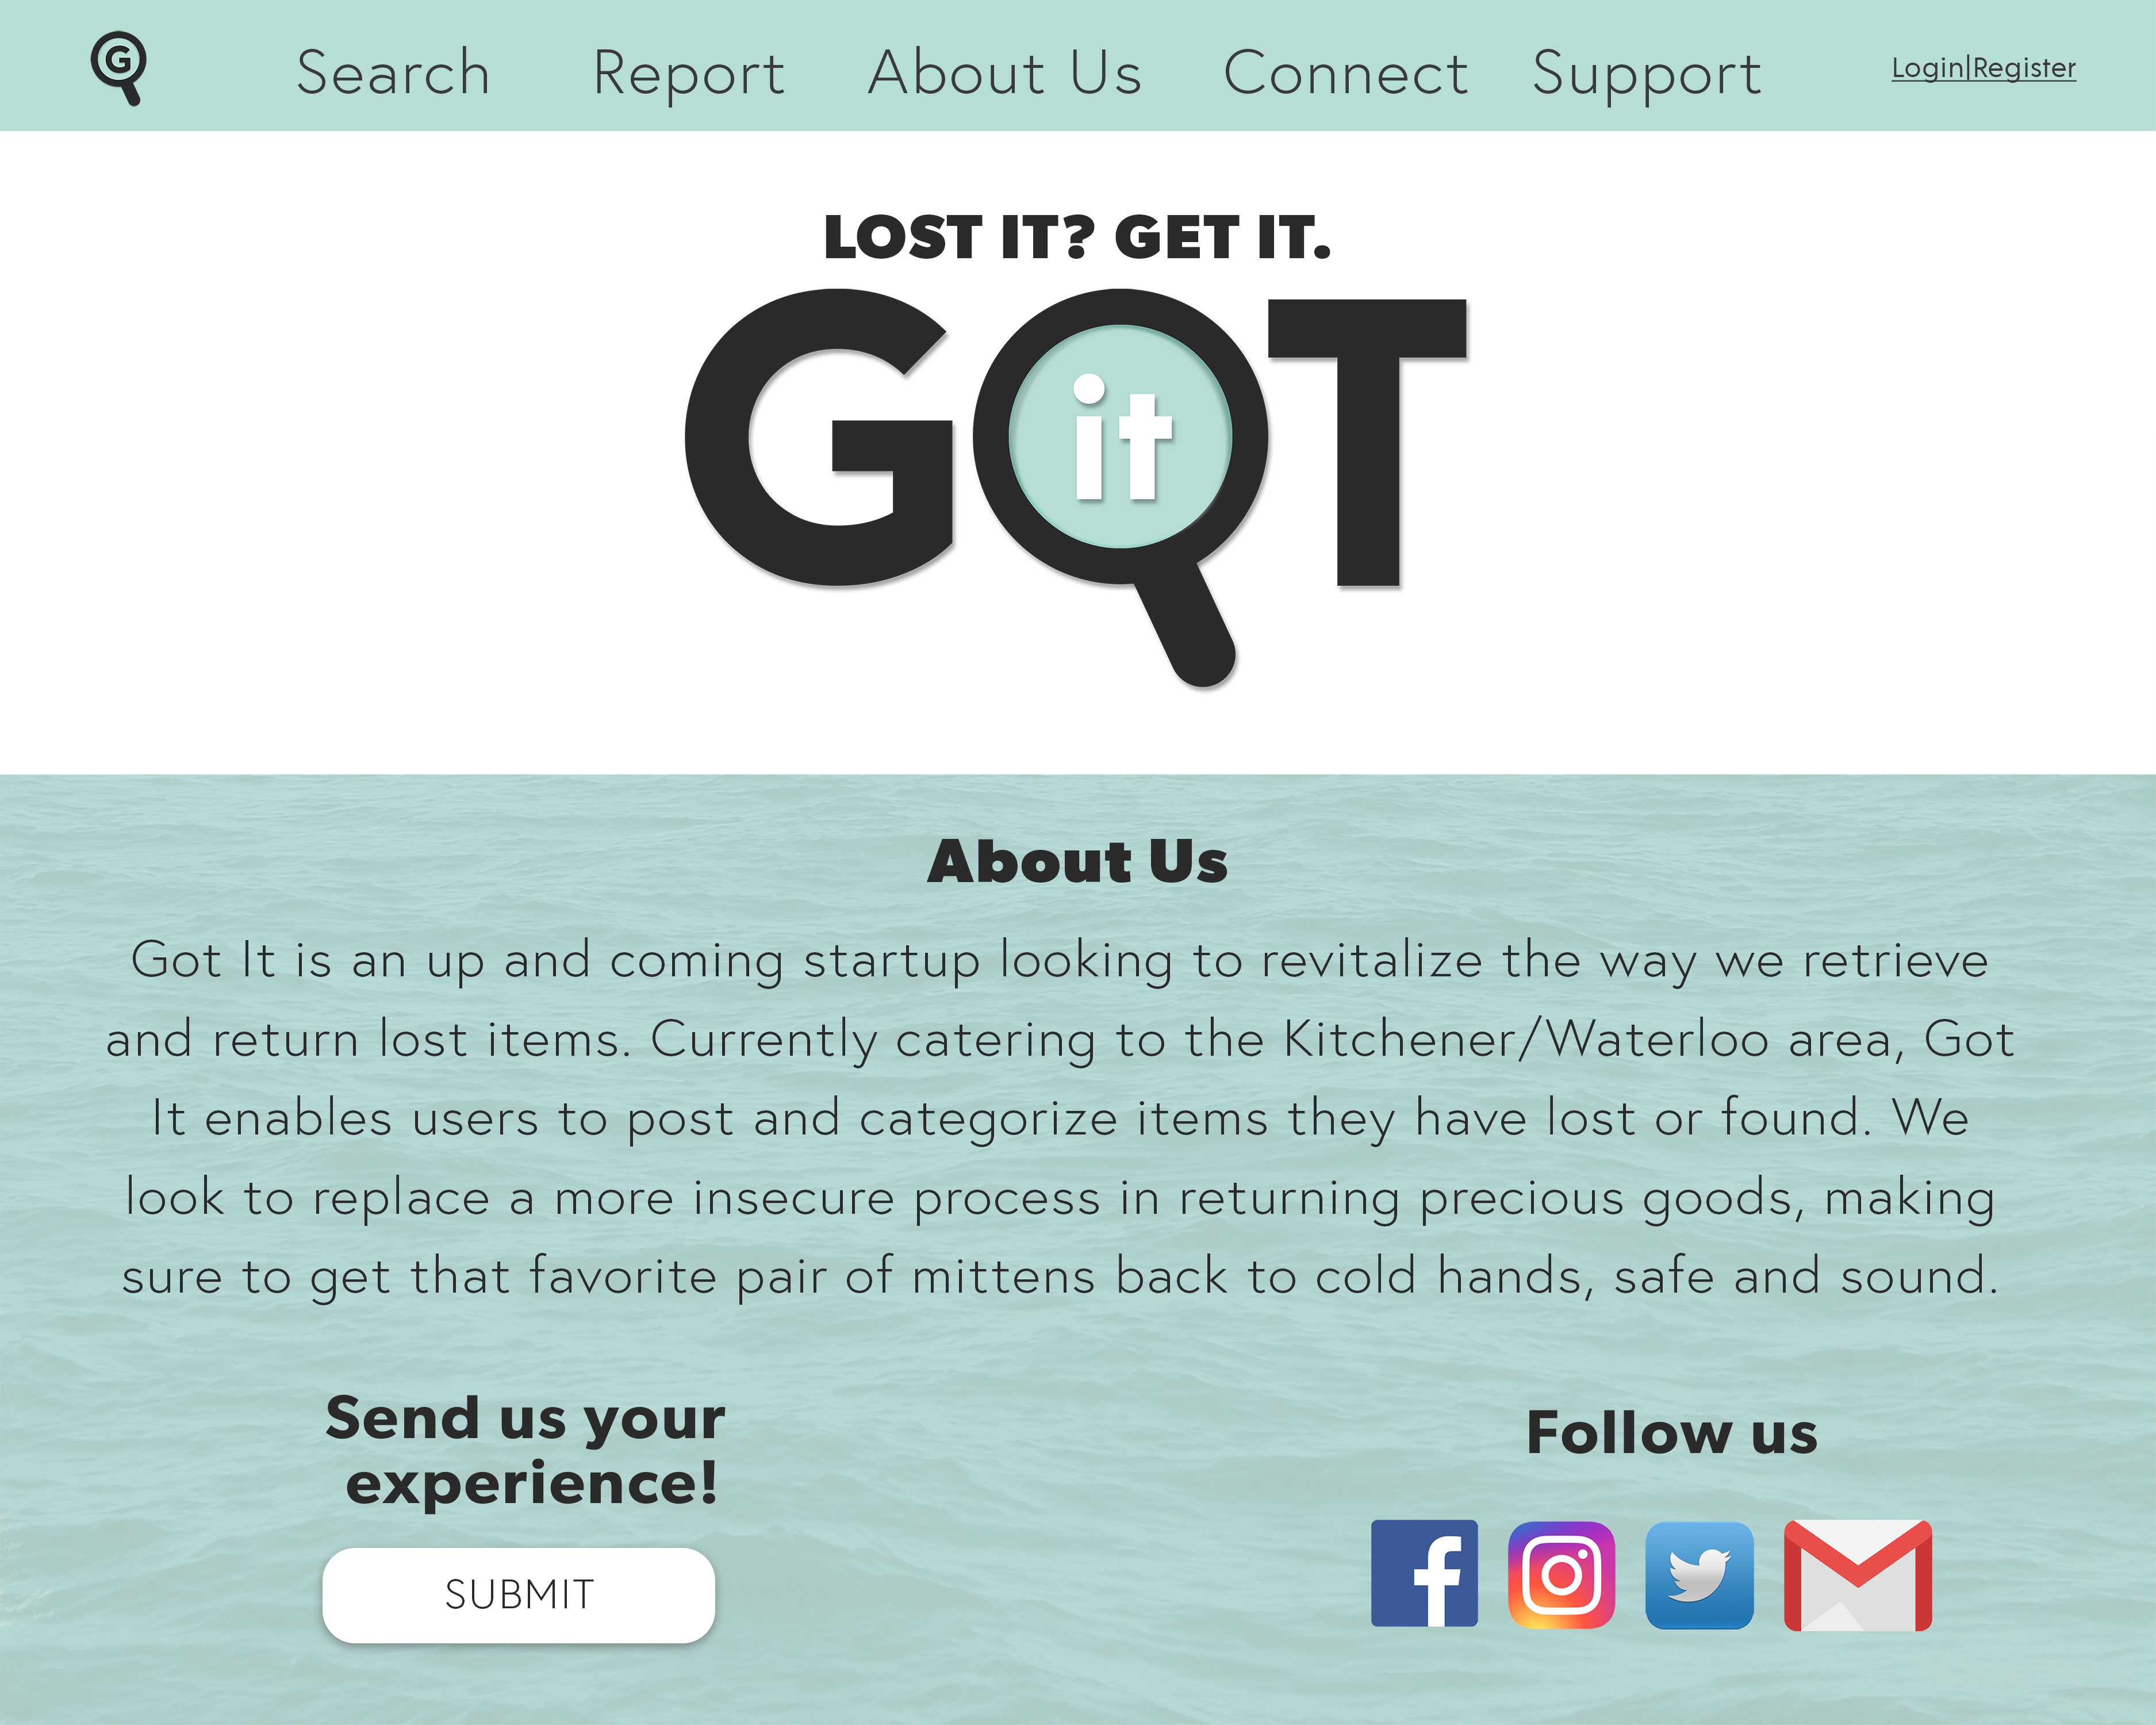 G
Search Report About Us Connect Support Login|Register
LOST IT? GET IT.
GOT
it
About Us
Got It is an up and coming startup looking to revitalize the way we retrieve
and return lost items. Currently catering to the Kitchener/Waterloo area, Got
It enables users to post and categorize items they have lost or found. We
look to replace a more insecure process in returning precious goods, making
sure to get that favorite pair of mittens back to cold hands, safe and sound.
Send us your
experience!
SUBMIT
Follow us